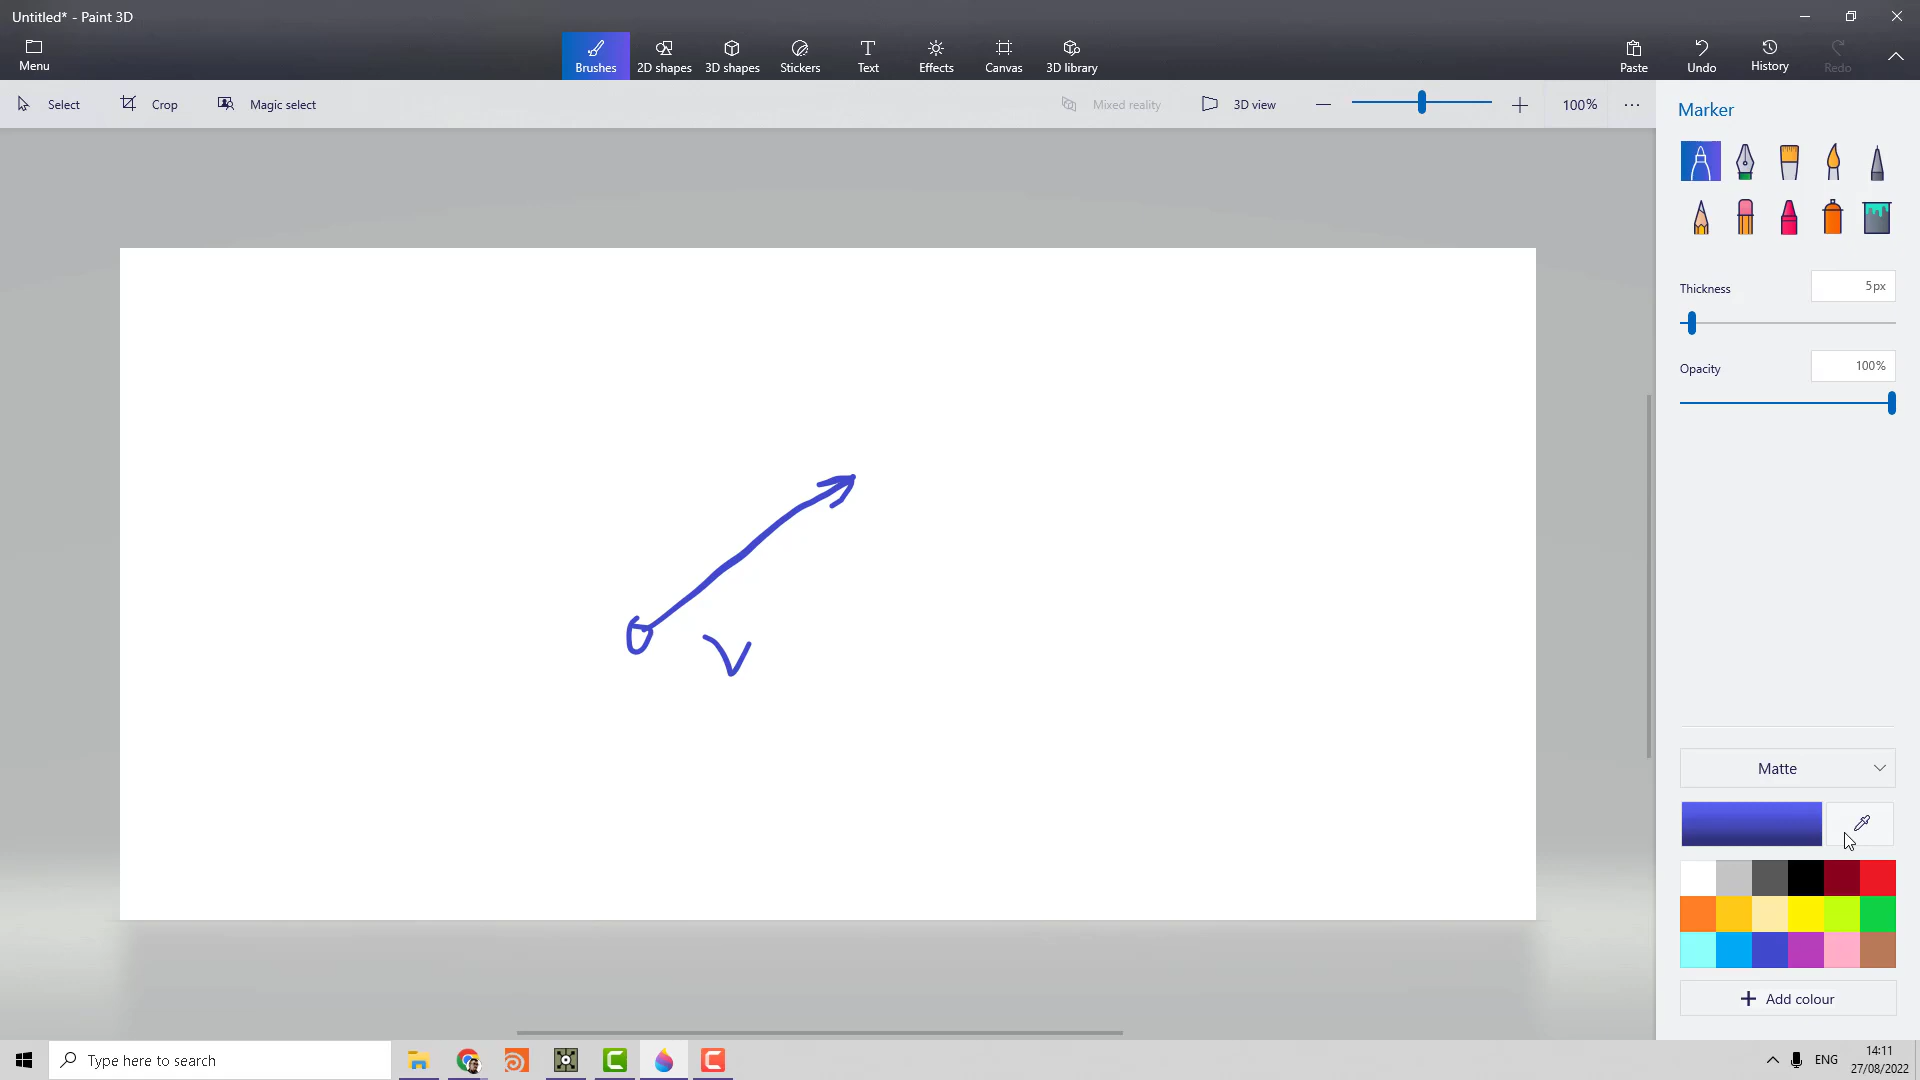 Untitled* - Paint 3D
Menu
Brushes 2D shapes 3D shapes Stickers Text Effects Canvas 3D library Paste Undo History Redo
Select Crop Magic select Mixed reality 3D view 100%
Marker
Thickness 5px
Opacity 100%
v
Matte
Add colour
Type here to search
ENG
14:11
27/08/2022